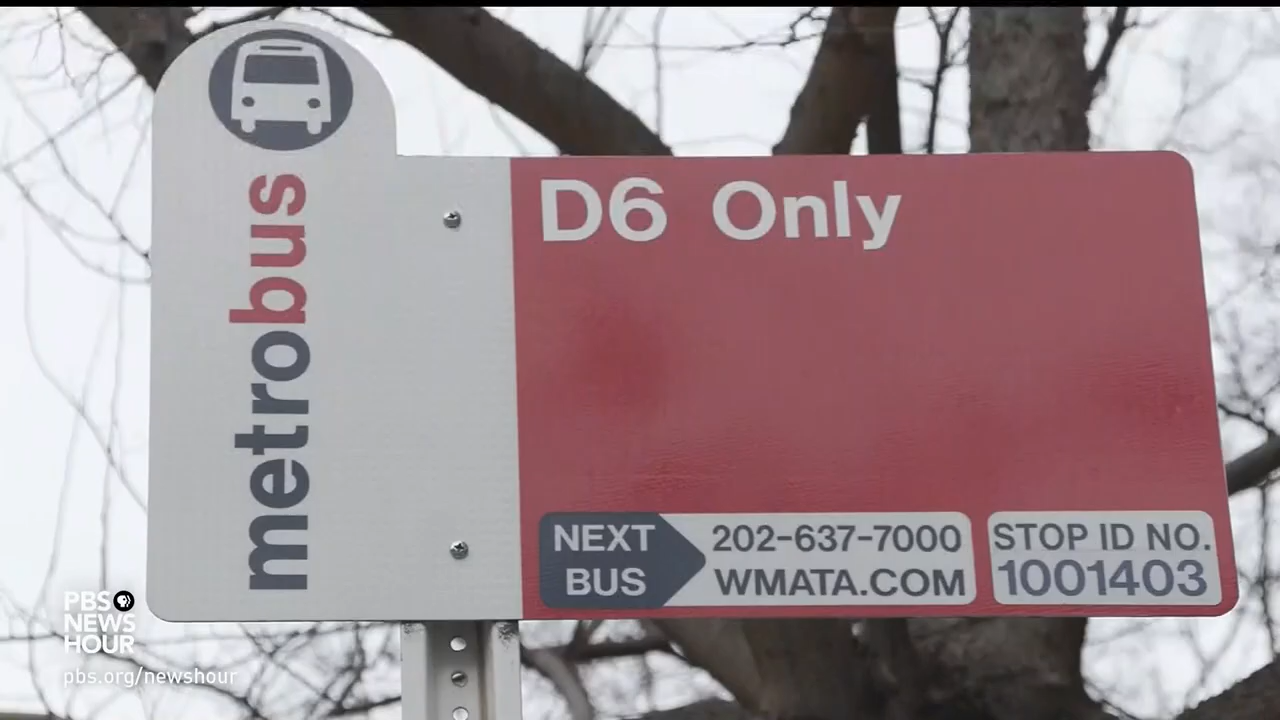 metrobus
D6 Only
NEXT BUS
202-637-7000
WMATA.COM
STOP ID NO.
1001403
PBS
NEWS
HOUR
pbs.org/newshour